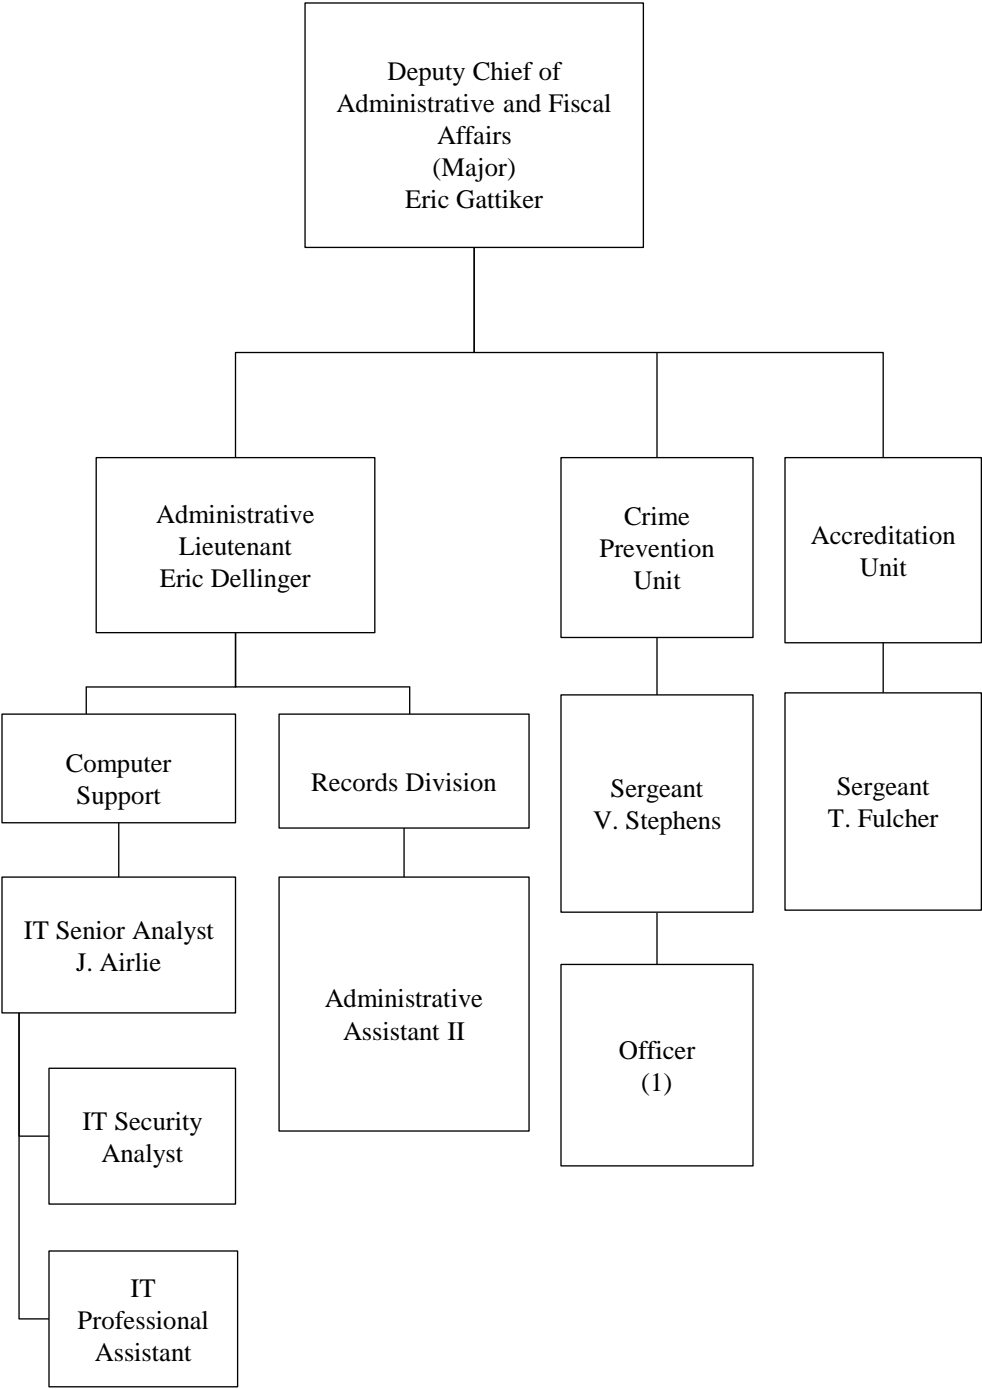 Deputy Chief of
Administrative and Fiscal
Affairs
(Major)
Eric Gattiker
Administrative
Lieutenant
Eric Dellinger
Crime
Prevention
Unit
Accreditation
Unit
Computer
Support
Records Division
Sergeant
V. Stephens
Sergeant
T. Fulcher
IT Senior Analyst
J. Airlie
Administrative
Assistant II
Officer
(1)
IT Security
Analyst
IT
Professional
Assistant